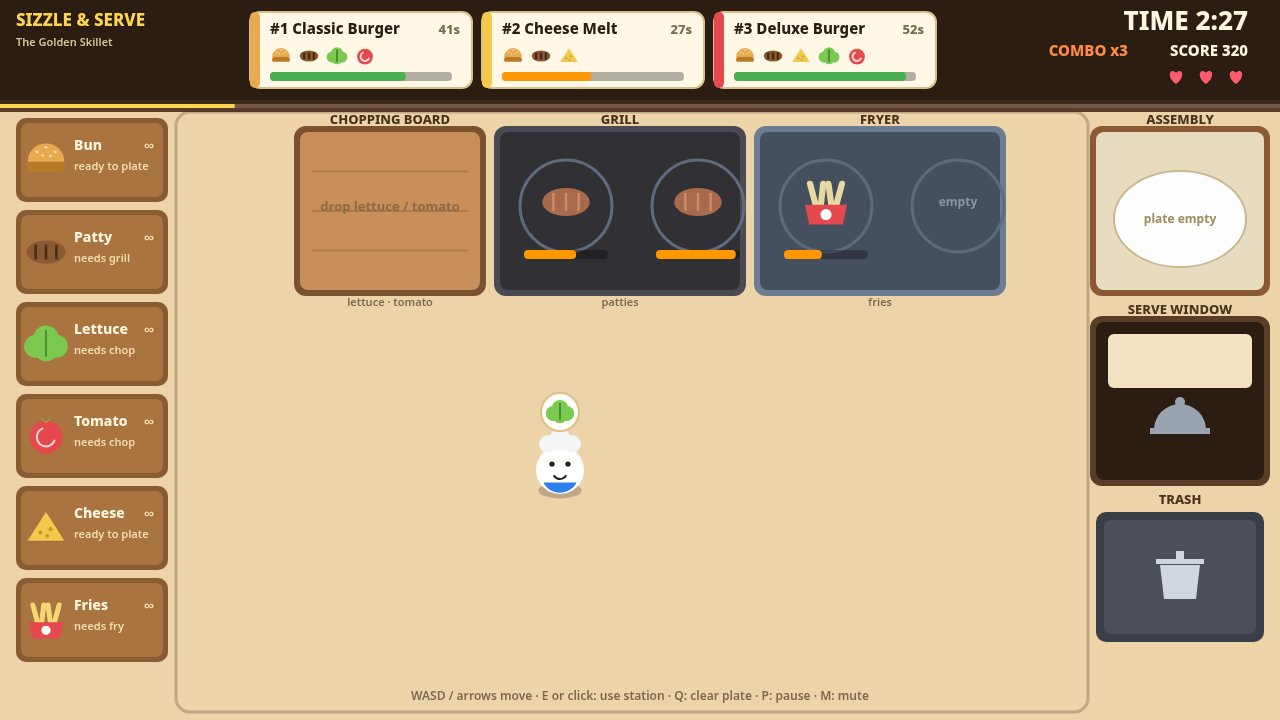 SIZZLE & SERVE
The Golden Skillet
#1 Classic Burger 41s
#2 Cheese Melt 27s
#3 Deluxe Burger 52s
TIME 2:27
COMBO x3 SCORE 320
Bun ∞
ready to plate
Patty ∞
needs grill
Lettuce ∞
needs chop
Tomato ∞
needs chop
Cheese ∞
ready to plate
Fries ∞
needs fry
CHOPPING BOARD
drop lettuce / tomato
lettuce · tomato
GRILL
patties
FRYER
empty
fries
ASSEMBLY
plate empty
SERVE WINDOW
TRASH
WASD / arrows move · E or click: use station · Q: clear plate · P: pause · M: mute